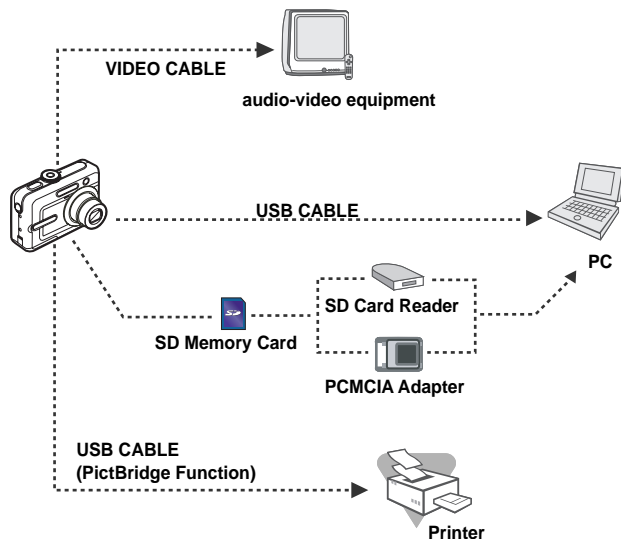 VIDEO CABLE
audio-video equipment
USB CABLE
PC
SD Card Reader
SD Memory Card
PCMCIA Adapter
USB CABLE
(PictBridge Function)
Printer